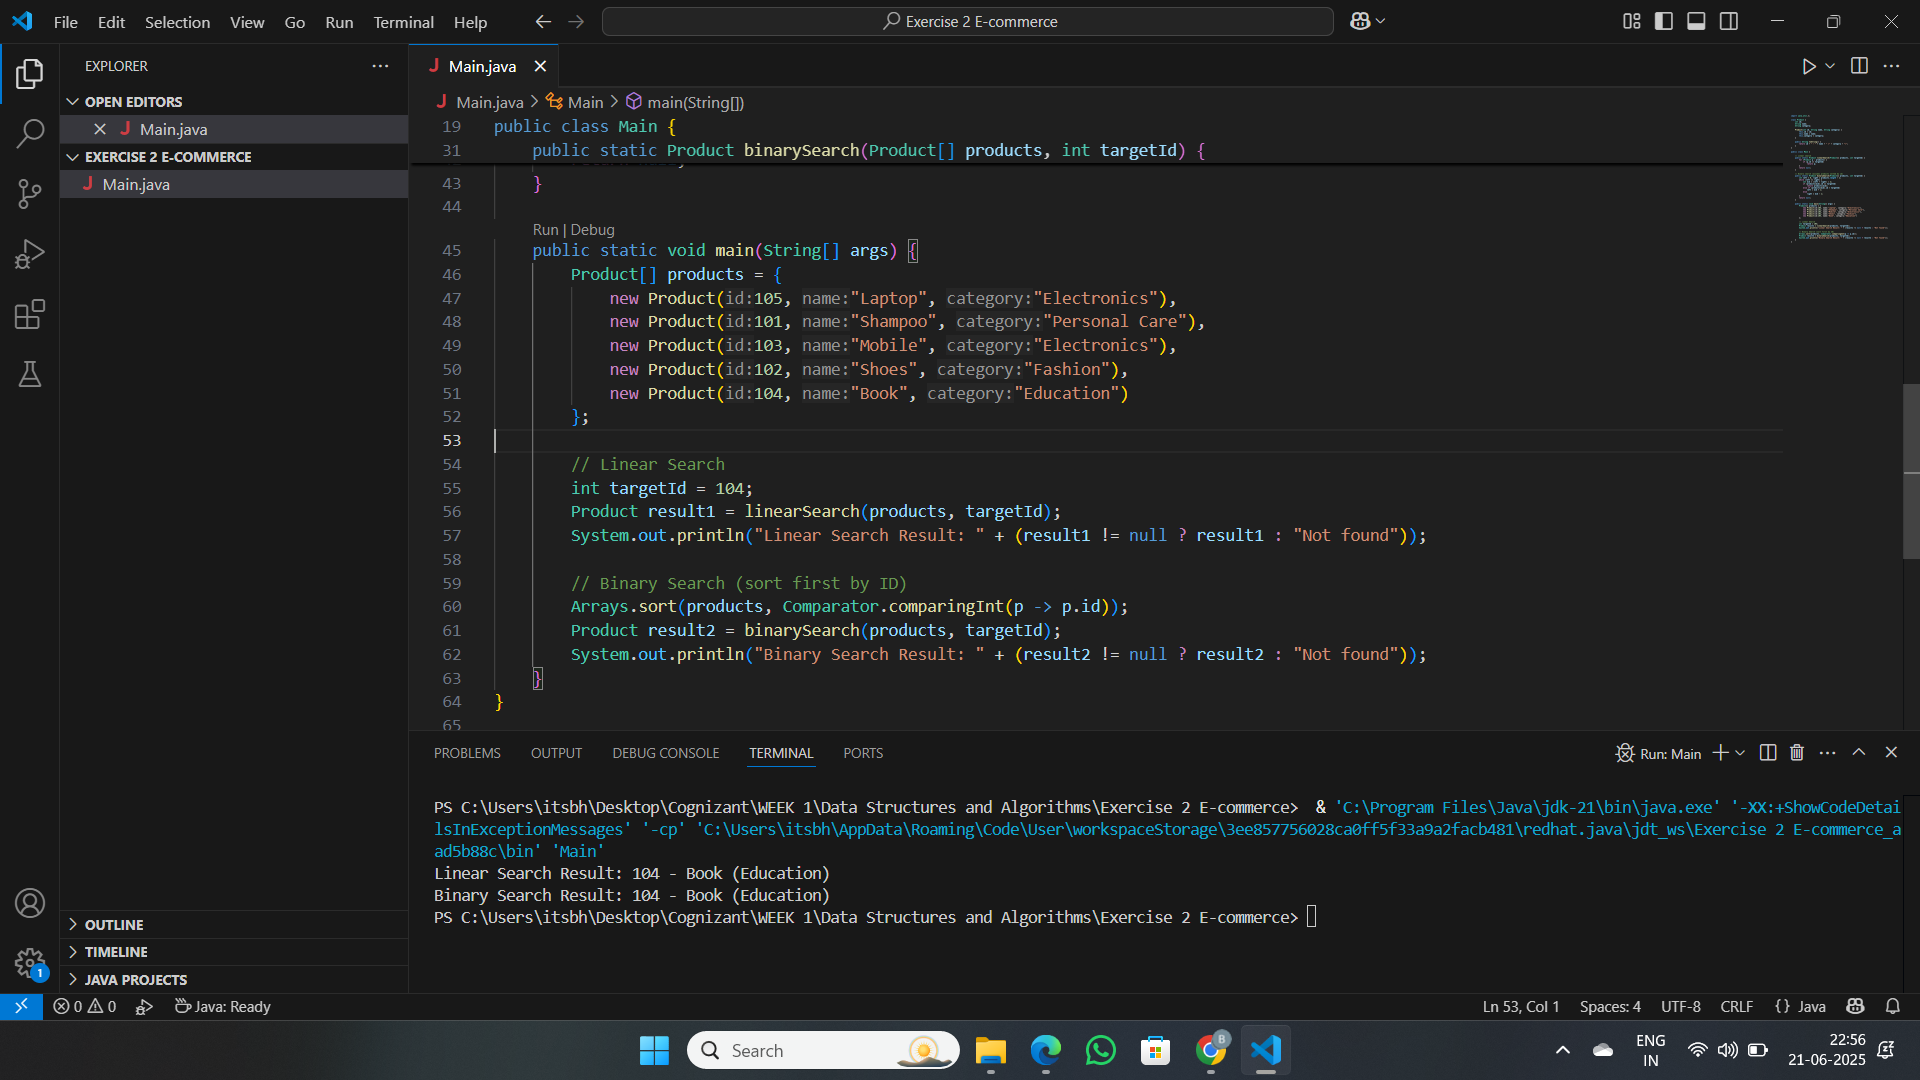 File Edit Selection View Go Run Terminal Help
Exercise 2 E-commerce
EXPLORER
OPEN EDITORS
Main.java
EXERCISE 2 E-COMMERCE
Main.java
OUTLINE
TIMELINE
JAVA PROJECTS
Main.java
Main.java > Main > main(String[])
19 public class Main {
31 public static Product binarySearch(Product[] products, int targetId) {
43 }
44
Run | Debug
45 public static void main(String[] args) {
46 Product[] products = {
47 new Product(id:105, name:"Laptop", category:"Electronics"),
48 new Product(id:101, name:"Shampoo", category:"Personal Care"),
49 new Product(id:103, name:"Mobile", category:"Electronics"),
50 new Product(id:102, name:"Shoes", category:"Fashion"),
51 new Product(id:104, name:"Book", category:"Education")
52 };
53
54 // Linear Search
55 int targetId = 104;
56 Product result1 = linearSearch(products, targetId);
57 System.out.println("Linear Search Result: " + (result1 != null ? result1 : "Not found"));
58
59 // Binary Search (sort first by ID)
60 Arrays.sort(products, Comparator.comparingInt(p -> p.id));
61 Product result2 = binarySearch(products, targetId);
62 System.out.println("Binary Search Result: " + (result2 != null ? result2 : "Not found"));
63 }
64 }
65
PROBLEMS OUTPUT DEBUG CONSOLE TERMINAL PORTS
Run: Main
PS C:\Users\itsbh\Desktop\Cognizant\WEEK 1\Data Structures and Algorithms\Exercise 2 E-commerce> & 'C:\Program Files\Java\jdk-21\bin\java.exe' '-XX:+ShowCodeDetai
lsInExceptionMessages' '-cp' 'C:\Users\itsbh\AppData\Roaming\Code\User\workspaceStorage\3ee857756028ca0ff5f33a9a2facb481\redhat.java\jdt_ws\Exercise 2 E-commerce_a
ad5b88c\bin' 'Main'
Linear Search Result: 104 - Book (Education)
Binary Search Result: 104 - Book (Education)
PS C:\Users\itsbh\Desktop\Cognizant\WEEK 1\Data Structures and Algorithms\Exercise 2 E-commerce>
1
0 0 Java: Ready
Ln 53, Col 1 Spaces: 4 UTF-8 CRLF {} Java
Search
B
ENG
IN
22:56
21-06-2025